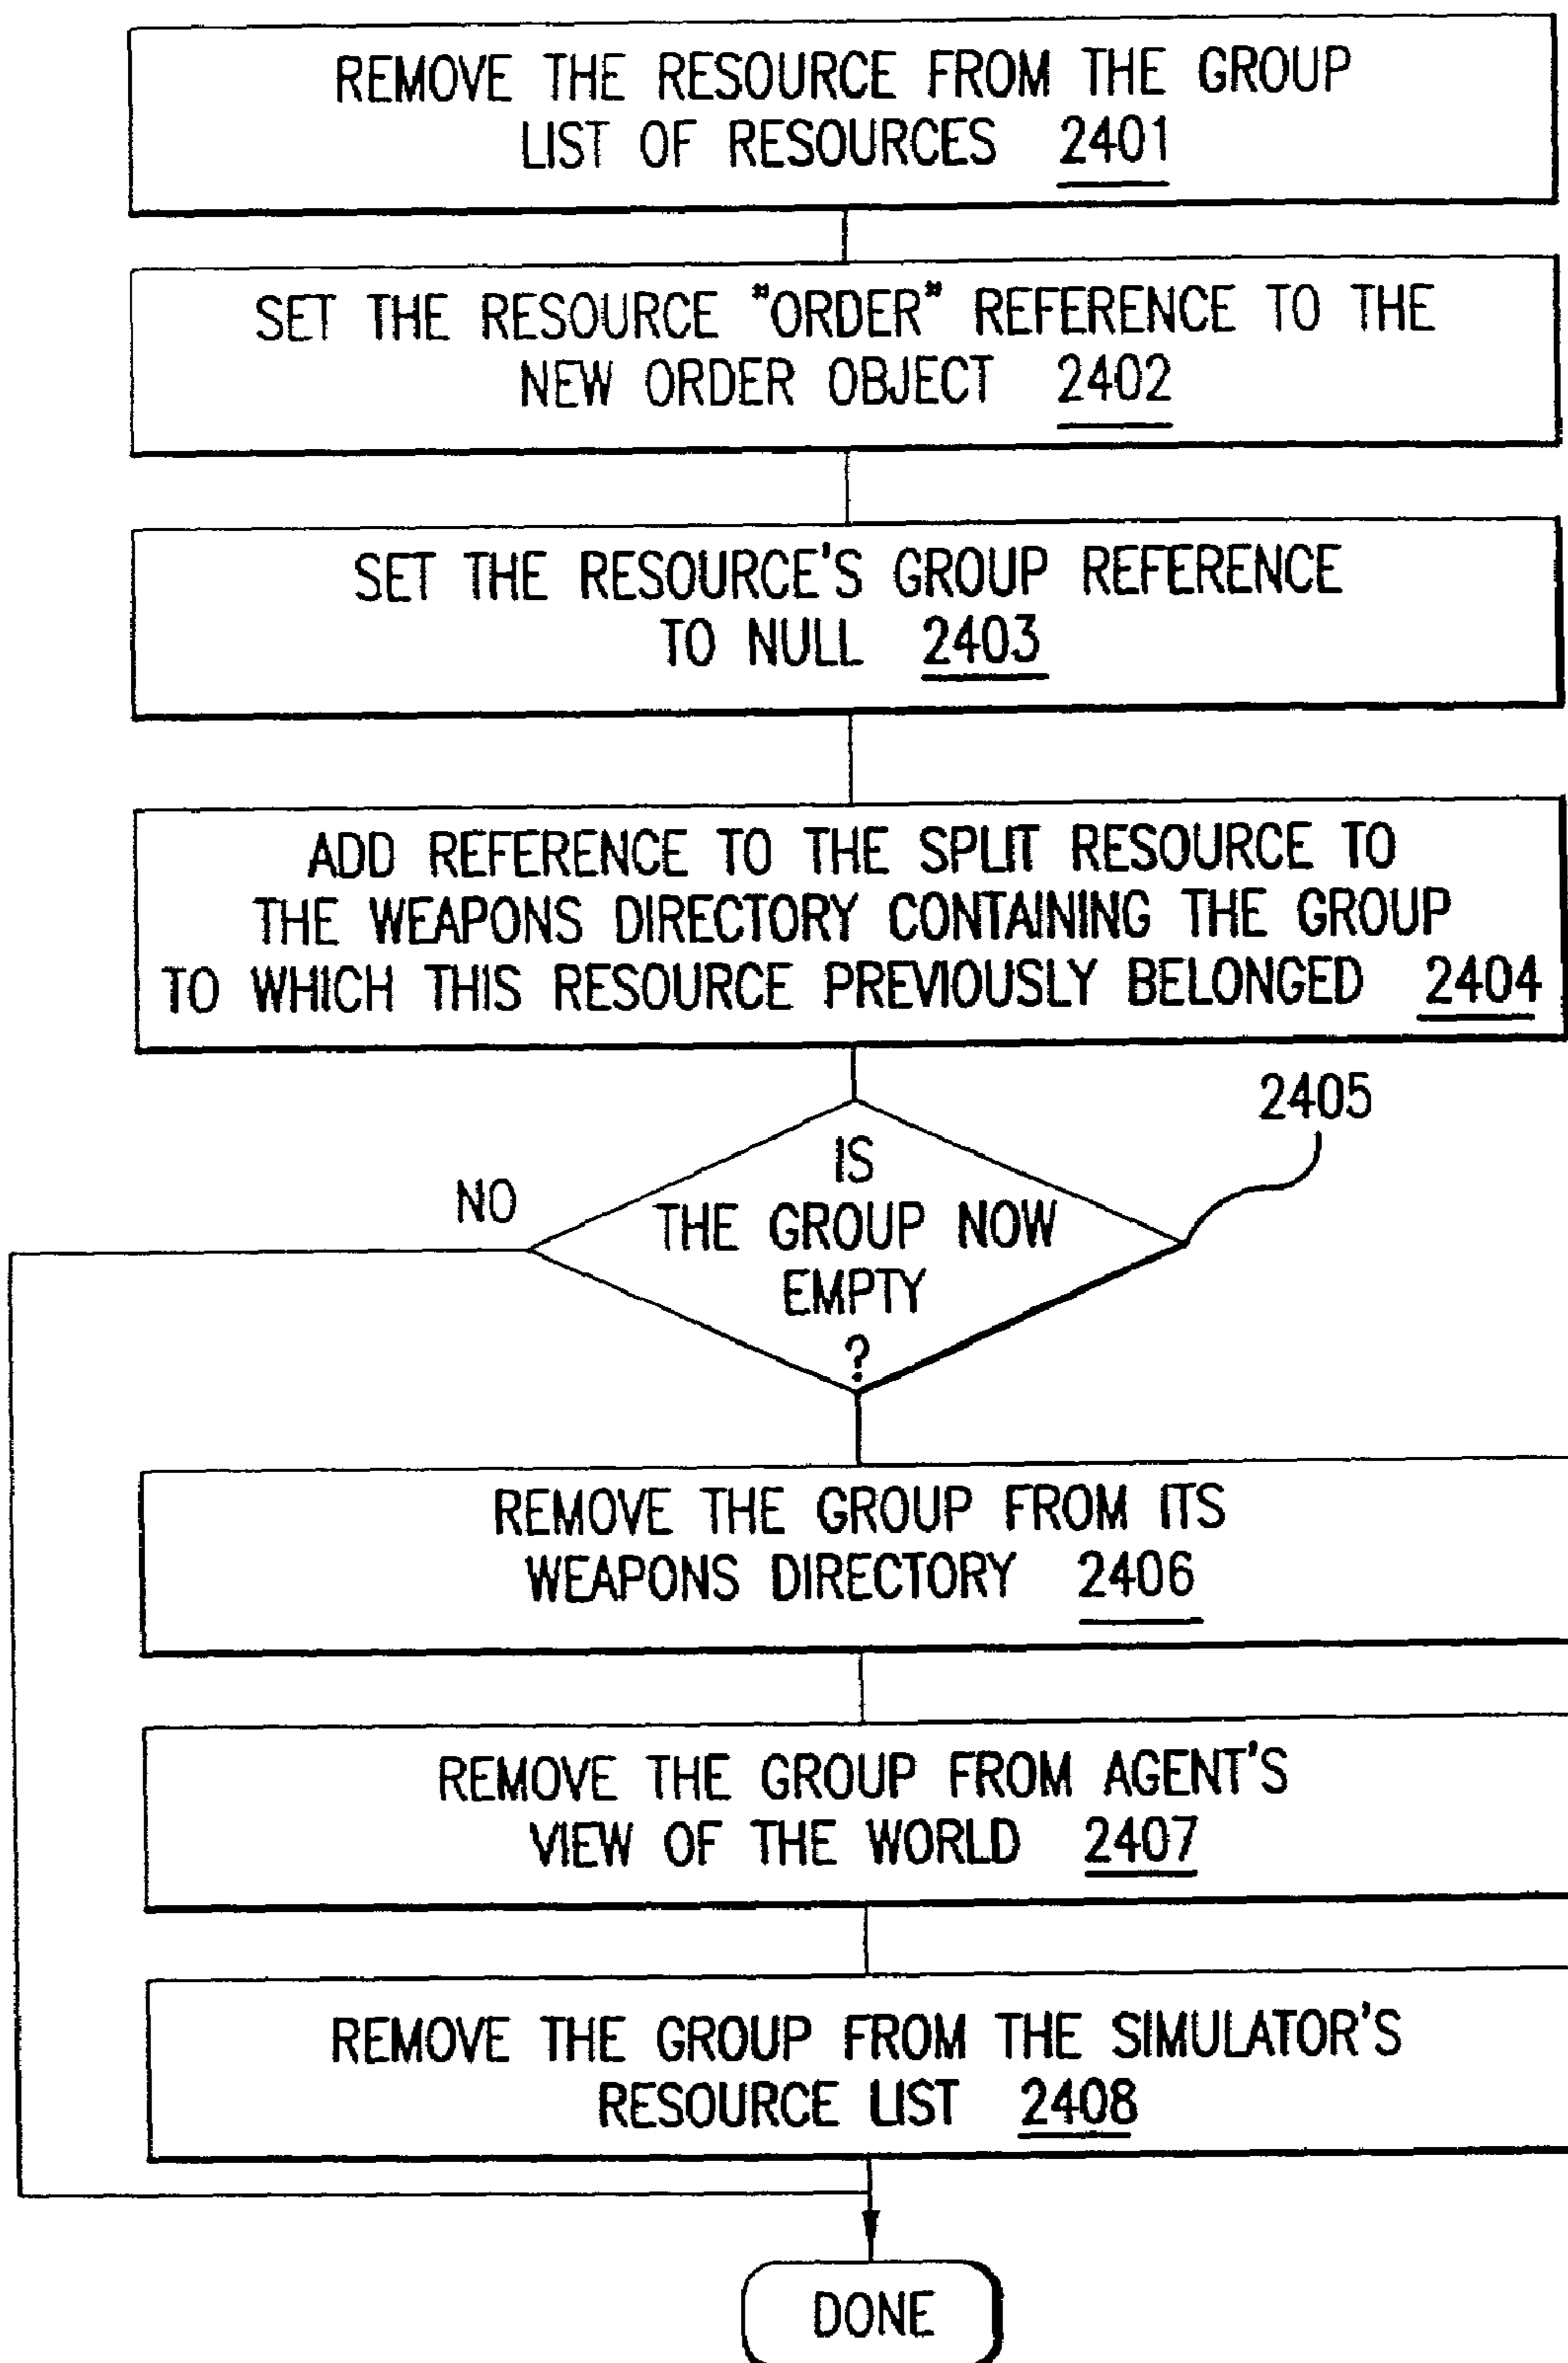 REMOVE THE RESOURCE FROM THE GROUP
LIST OF RESOURCES 2401
SET THE RESOURCE "ORDER" REFERENCE TO THE
NEW ORDER OBJECT 2402
SET THE RESOURCE'S GROUP REFERENCE
TO NULL 2403
ADD REFERENCE TO THE SPLIT RESOURCE TO
THE WEAPONS DIRECTORY CONTAINING THE GROUP
TO WHICH THIS RESOURCE PREVIOUSLY BELONGED 2404
2405
NO
IS
THE GROUP NOW
EMPTY
?
REMOVE THE GROUP FROM ITS
WEAPONS DIRECTORY 2406
REMOVE THE GROUP FROM AGENT'S
VIEW OF THE WORLD 2407
REMOVE THE GROUP FROM THE SIMULATOR'S
RESOURCE LIST 2408
DONE